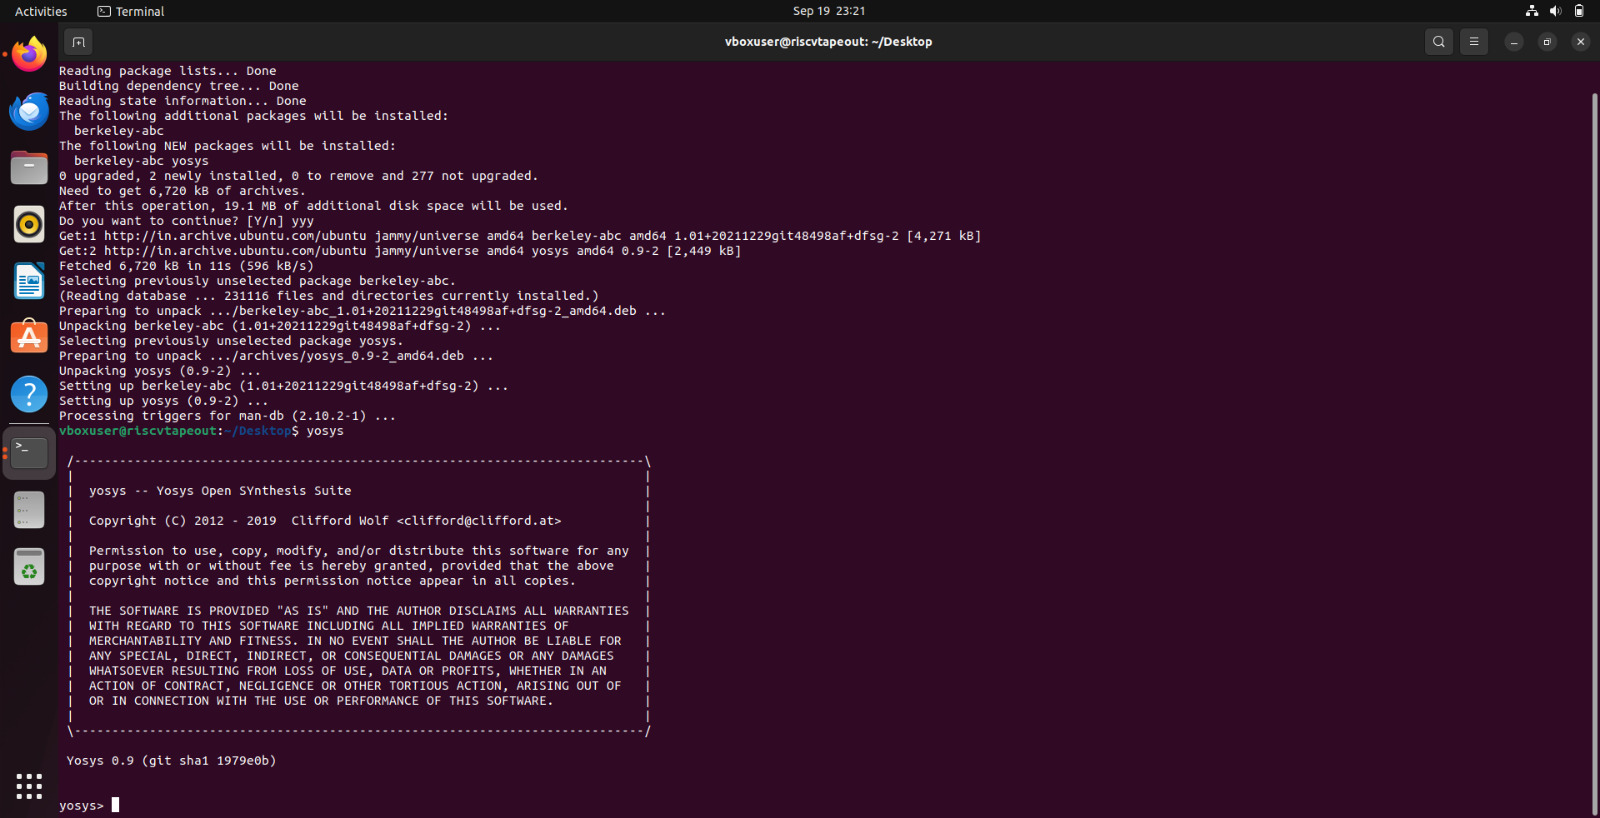 Activities
Terminal
Sep 19 23:21
vboxuser@riscvtapeout: ~/Desktop
Reading package lists... Done
Building dependency tree... Done
Reading state information... Done
The following additional packages will be installed:
  berkeley-abc
The following NEW packages will be installed:
  berkeley-abc yosys
0 upgraded, 2 newly installed, 0 to remove and 277 not upgraded.
Need to get 6,720 kB of archives.
After this operation, 19.1 MB of additional disk space will be used.
Do you want to continue? [Y/n] yyy
Get:1 http://in.archive.ubuntu.com/ubuntu jammy/universe amd64 berkeley-abc amd64 1.01+20211229git48498af+dfsg-2 [4,271 kB]
Get:2 http://in.archive.ubuntu.com/ubuntu jammy/universe amd64 yosys amd64 0.9-2 [2,449 kB]
Fetched 6,720 kB in 11s (596 kB/s)
Selecting previously unselected package berkeley-abc.
(Reading database ... 231116 files and directories currently installed.)
Preparing to unpack .../berkeley-abc_1.01+20211229git48498af+dfsg-2_amd64.deb ...
Unpacking berkeley-abc (1.01+20211229git48498af+dfsg-2) ...
Selecting previously unselected package yosys.
Preparing to unpack .../archives/yosys_0.9-2_amd64.deb ...
Unpacking yosys (0.9-2) ...
Setting up berkeley-abc (1.01+20211229git48498af+dfsg-2) ...
Setting up yosys (0.9-2) ...
Processing triggers for man-db (2.10.2-1) ...
vboxuser@riscvtapeout:~/Desktop$ yosys
/----------------------------------------------------------------------------\
|  yosys -- Yosys Open SYnthesis Suite                                       |
|  Copyright (C) 2012 - 2019  Clifford Wolf <clifford@clifford.at>           |
|  Permission to use, copy, modify, and/or distribute this software for any  |
|  purpose with or without fee is hereby granted, provided that the above    |
|  copyright notice and this permission notice appear in all copies.         |
|  THE SOFTWARE IS PROVIDED "AS IS" AND THE AUTHOR DISCLAIMS ALL WARRANTIES  |
|  WITH REGARD TO THIS SOFTWARE INCLUDING ALL IMPLIED WARRANTIES OF          |
|  MERCHANTABILITY AND FITNESS. IN NO EVENT SHALL THE AUTHOR BE LIABLE FOR   |
|  ANY SPECIAL, DIRECT, INDIRECT, OR CONSEQUENTIAL DAMAGES OR ANY DAMAGES    |
|  WHATSOEVER RESULTING FROM LOSS OF USE, DATA OR PROFITS, WHETHER IN AN     |
|  ACTION OF CONTRACT, NEGLIGENCE OR OTHER TORTIOUS ACTION, ARISING OUT OF   |
|  OR IN CONNECTION WITH THE USE OR PERFORMANCE OF THIS SOFTWARE.            |
\----------------------------------------------------------------------------/
Yosys 0.9 (git sha1 1979e0b)
yosys>